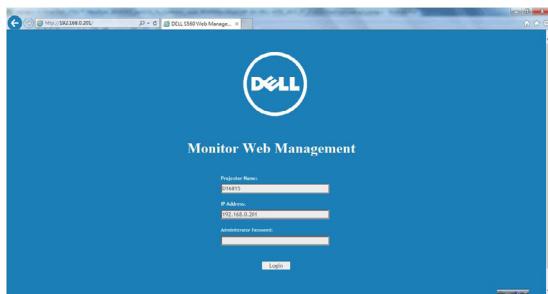 http://192.168.0.201/
DELL S560 Web Manage...
DELL
Monitor Web Management
Projector Name:
IP Address:
192.168.0.201
Administrator Password:
Login